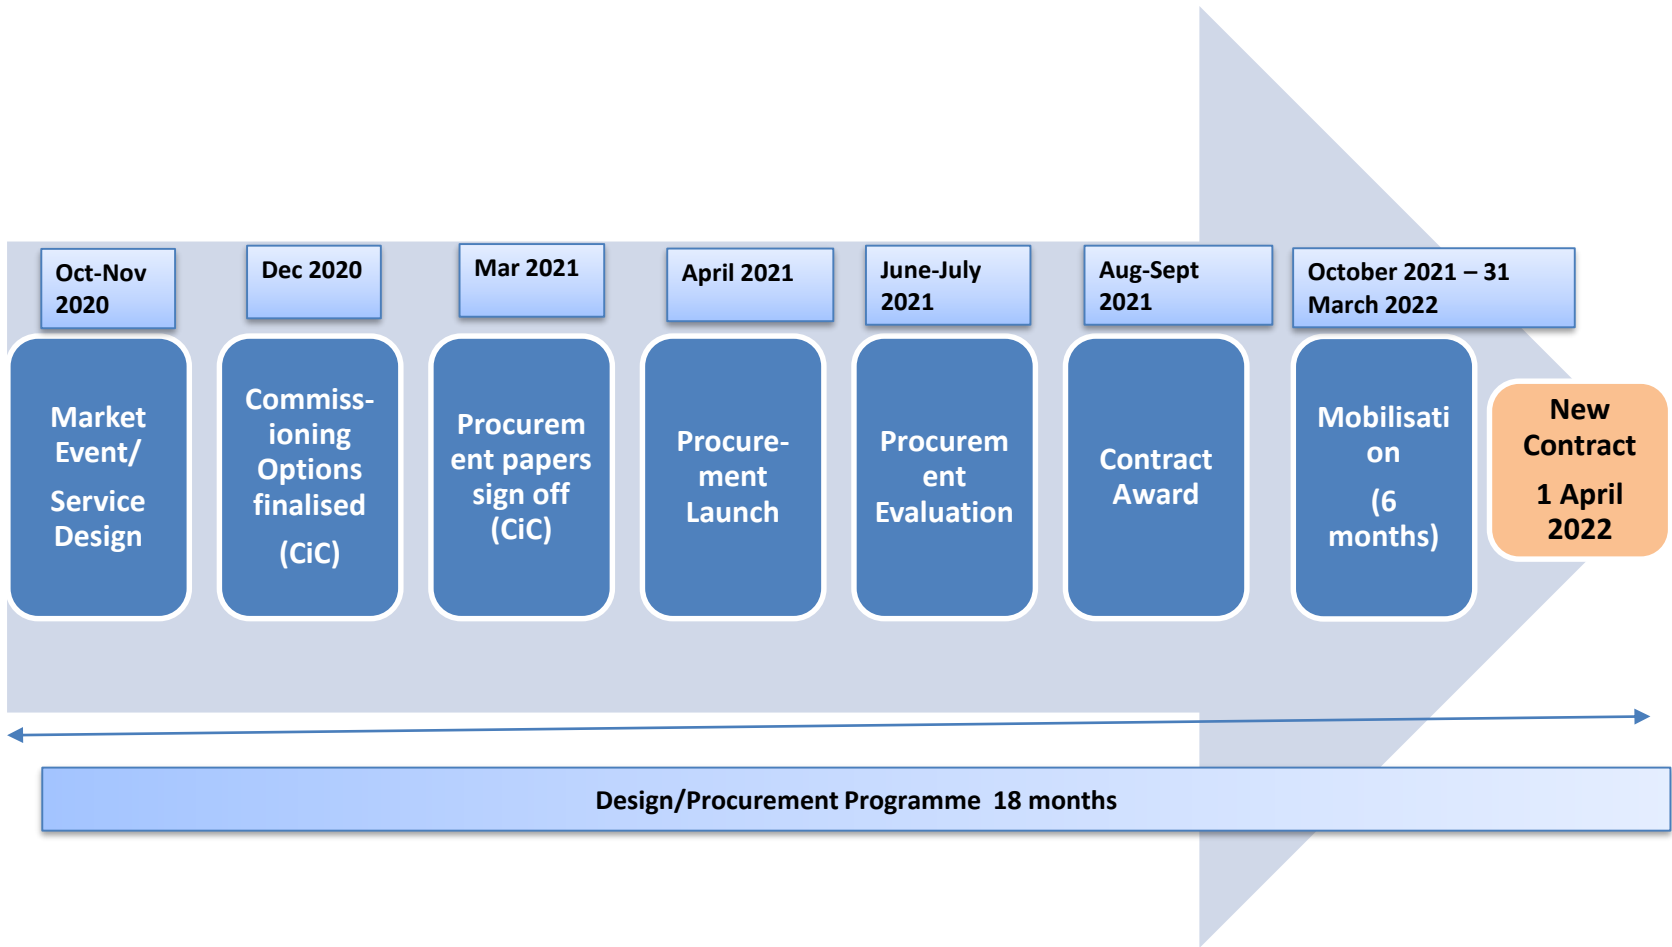 Oct-Nov
2020
Dec 2020
Mar 2021
April 2021
June-July
2021
Aug-Sept
2021
October 2021 – 31
March 2022
Market
Event/
Service
Design
Commiss-
ioning
Options
finalised
(CiC)
Procurem
ent papers
sign off
(CiC)
Procure-
ment
Launch
Procurem
ent
Evaluation
Contract
Award
Mobilisati
on
(6
months)
New
Contract
1 April
2022
Design/Procurement Programme 18 months